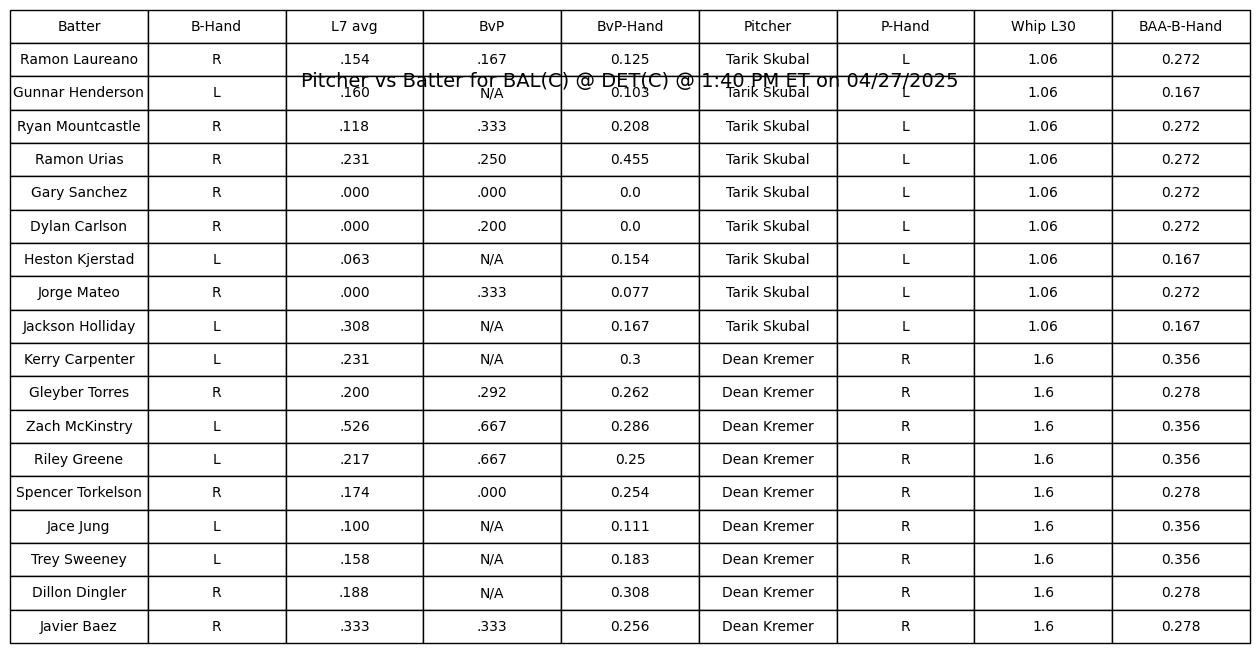 Batter B-Hand L7 avg BvP BvP-Hand Pitcher P-Hand Whip L30 BAA-B-Hand
Ramon Laureano R .154 .167 0.125 Tarik Skubal L 1.06 0.272
Pitcher vs Batter for BAL(C) @ DET(C) @ 1:40 PM ET on 04/27/2025
Gunnar Henderson L .160 N/A 0.103 Tarik Skubal L 1.06 0.167
Ryan Mountcastle R .118 .333 0.208 Tarik Skubal L 1.06 0.272
Ramon Urias R .231 .250 0.455 Tarik Skubal L 1.06 0.272
Gary Sanchez R .000 .000 0.0 Tarik Skubal L 1.06 0.272
Dylan Carlson R .000 .200 0.0 Tarik Skubal L 1.06 0.272
Heston Kjerstad L .063 N/A 0.154 Tarik Skubal L 1.06 0.167
Jorge Mateo R .000 .333 0.077 Tarik Skubal L 1.06 0.272
Jackson Holliday L .308 N/A 0.167 Tarik Skubal L 1.06 0.167
Kerry Carpenter L .231 N/A 0.3 Dean Kremer R 1.6 0.356
Gleyber Torres R .200 .292 0.262 Dean Kremer R 1.6 0.278
Zach McKinstry L .526 .667 0.286 Dean Kremer R 1.6 0.356
Riley Greene L .217 .667 0.25 Dean Kremer R 1.6 0.356
Spencer Torkelson R .174 .000 0.254 Dean Kremer R 1.6 0.278
Jace Jung L .100 N/A 0.111 Dean Kremer R 1.6 0.356
Trey Sweeney L .158 N/A 0.183 Dean Kremer R 1.6 0.356
Dillon Dingler R .188 N/A 0.308 Dean Kremer R 1.6 0.278
Javier Baez R .333 .333 0.256 Dean Kremer R 1.6 0.278